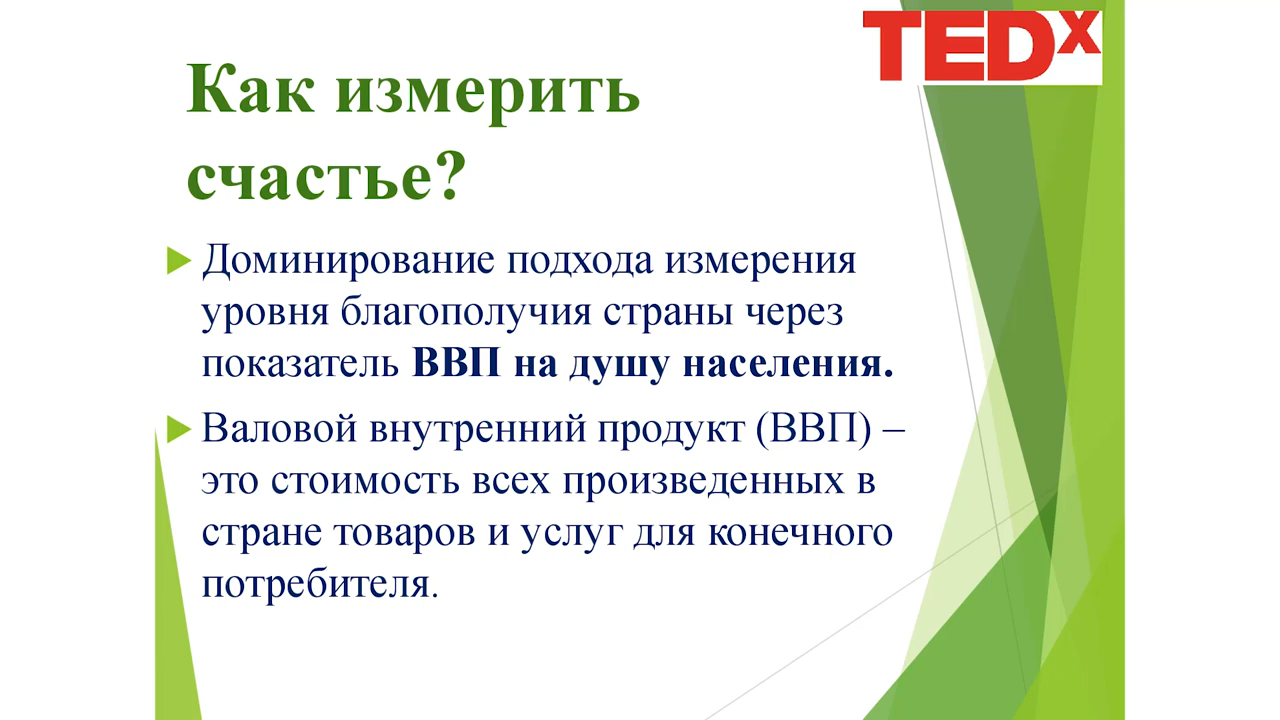 TEDx
Как измерить
счастье?
Доминирование подхода измерения
уровня благополучия страны через
показатель ВВП на душу населения.
Валовой внутренний продукт (ВВП) –
это стоимость всех произведенных в
стране товаров и услуг для конечного
потребителя.